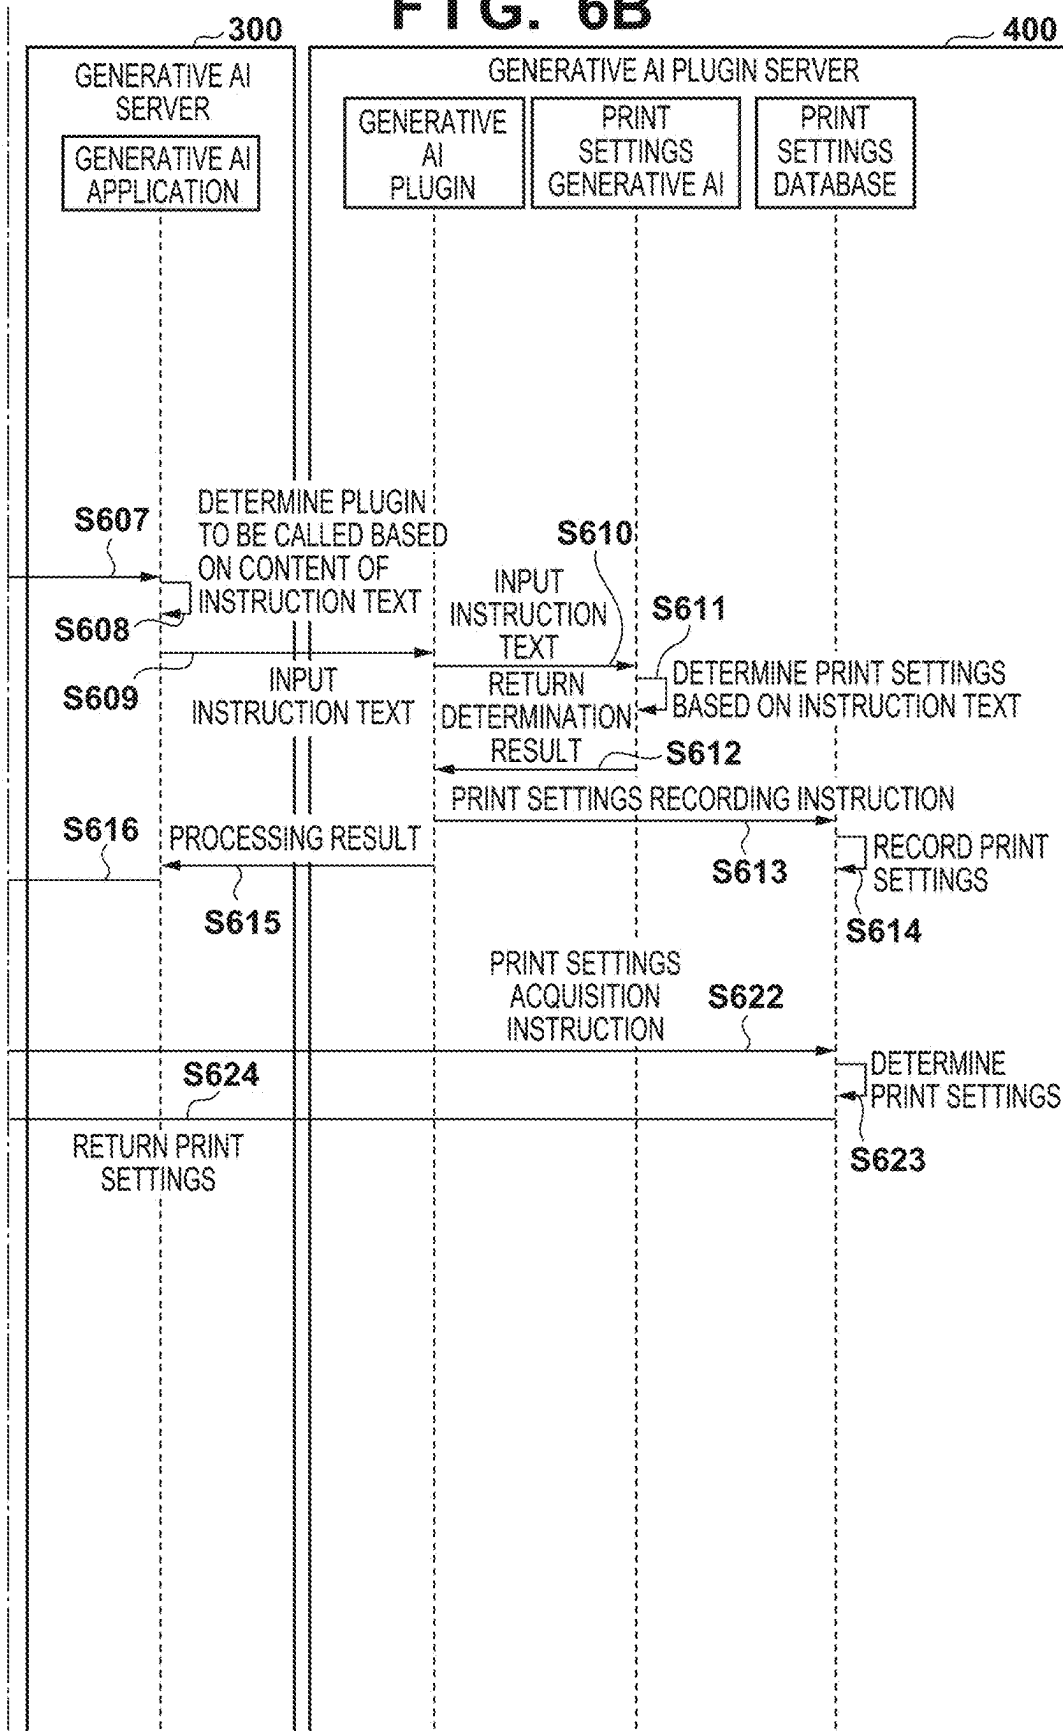 FIG. 6B
300
400
GENERATIVE AI
SERVER
GENERATIVE AI
APPLICATION
GENERATIVE AI PLUGIN SERVER
GENERATIVE
AI
PLUGIN
PRINT
SETTINGS
GENERATIVE AI
PRINT
SETTINGS
DATABASE
S607
DETERMINE PLUGIN
TO BE CALLED BASED
ON CONTENT OF
INSTRUCTION TEXT
S608
S609
INPUT
INSTRUCTION TEXT
S610
INPUT
INSTRUCTION
TEXT
S611
DETERMINE PRINT SETTINGS
BASED ON INSTRUCTION TEXT
RETURN
DETERMINATION
RESULT
S612
PRINT SETTINGS RECORDING INSTRUCTION
S613
RECORD PRINT
SETTINGS
S614
S616
PROCESSING RESULT
S615
PRINT SETTINGS
ACQUISITION
INSTRUCTION
S622
DETERMINE
PRINT SETTINGS
S623
S624
RETURN PRINT
SETTINGS